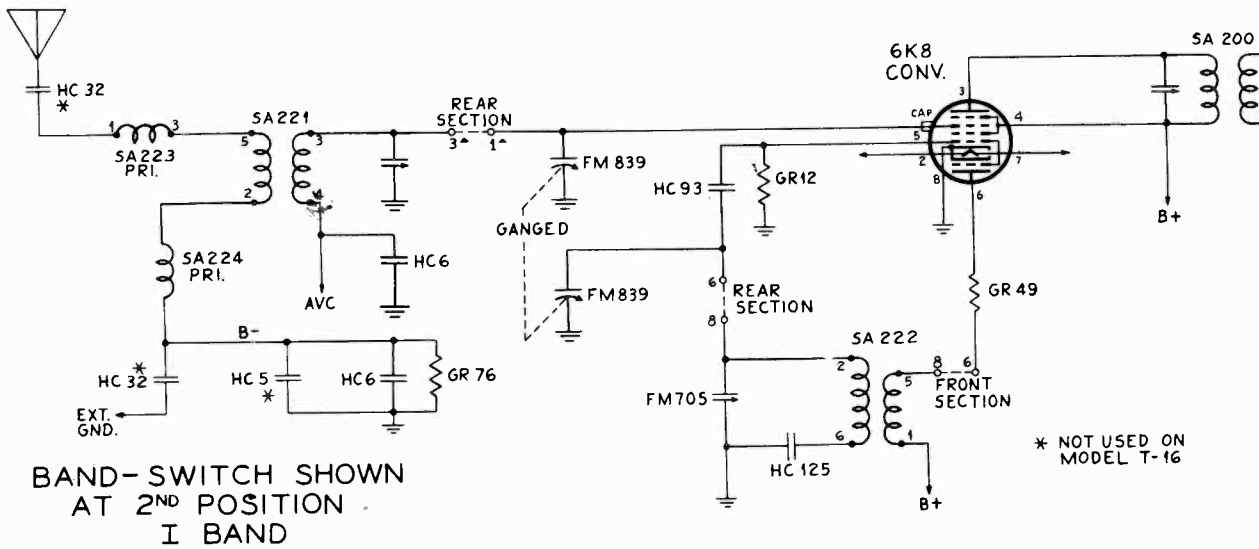 HC 32
*
1
3
SA223
PRI.
SA221
5
2
3
4
SA224
PRI.
AVC
HC6
B-
HC 32
*
EXT.
GND.
HC 5
*
HC6
GR 76
REAR
SECTION
3
1
FM 839
GANGED
FM839
HC 93
GR12
6K8
CONV.
CAP
3
4
5
2
8
7
6
SA 200
B+
GR 49
6
8
REAR
SECTION
SA 222
2
6
5
1
8
6
FRONT
SECTION
FM705
HC 125
B+
* NOT USED ON
MODEL T-16
BAND-SWITCH SHOWN
AT 2ND POSITION
I BAND